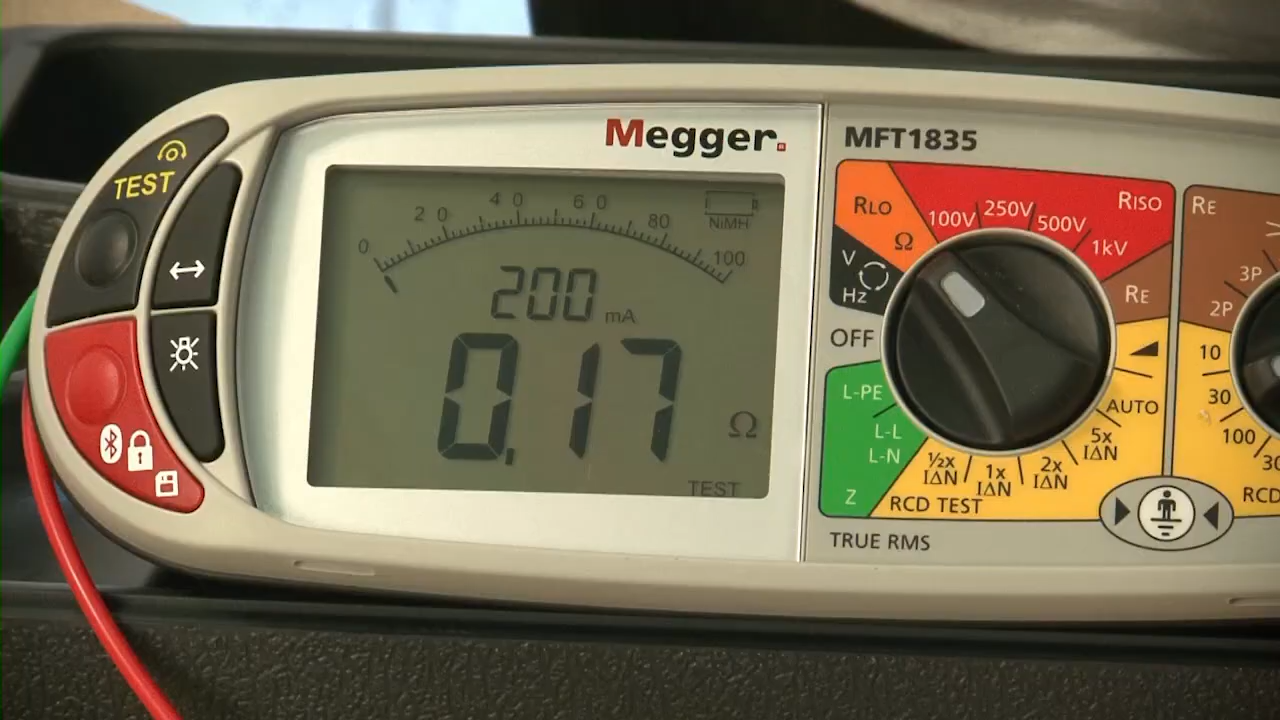 Megger.
MFT1835
TEST
0 20 40 60 80 100
NiMH
200 mA
0.17 Ω
TEST
RLO
Ω
V
Hz
OFF
100V 250V 500V 1kV
RISO
RE
L-PE
L-L
L-N
Z
½x IΔN
1x IΔN
2x IΔN
5x IΔN
AUTO
RCD TEST
TRUE RMS
RE
3P
2P
10
30
100
30
RCD